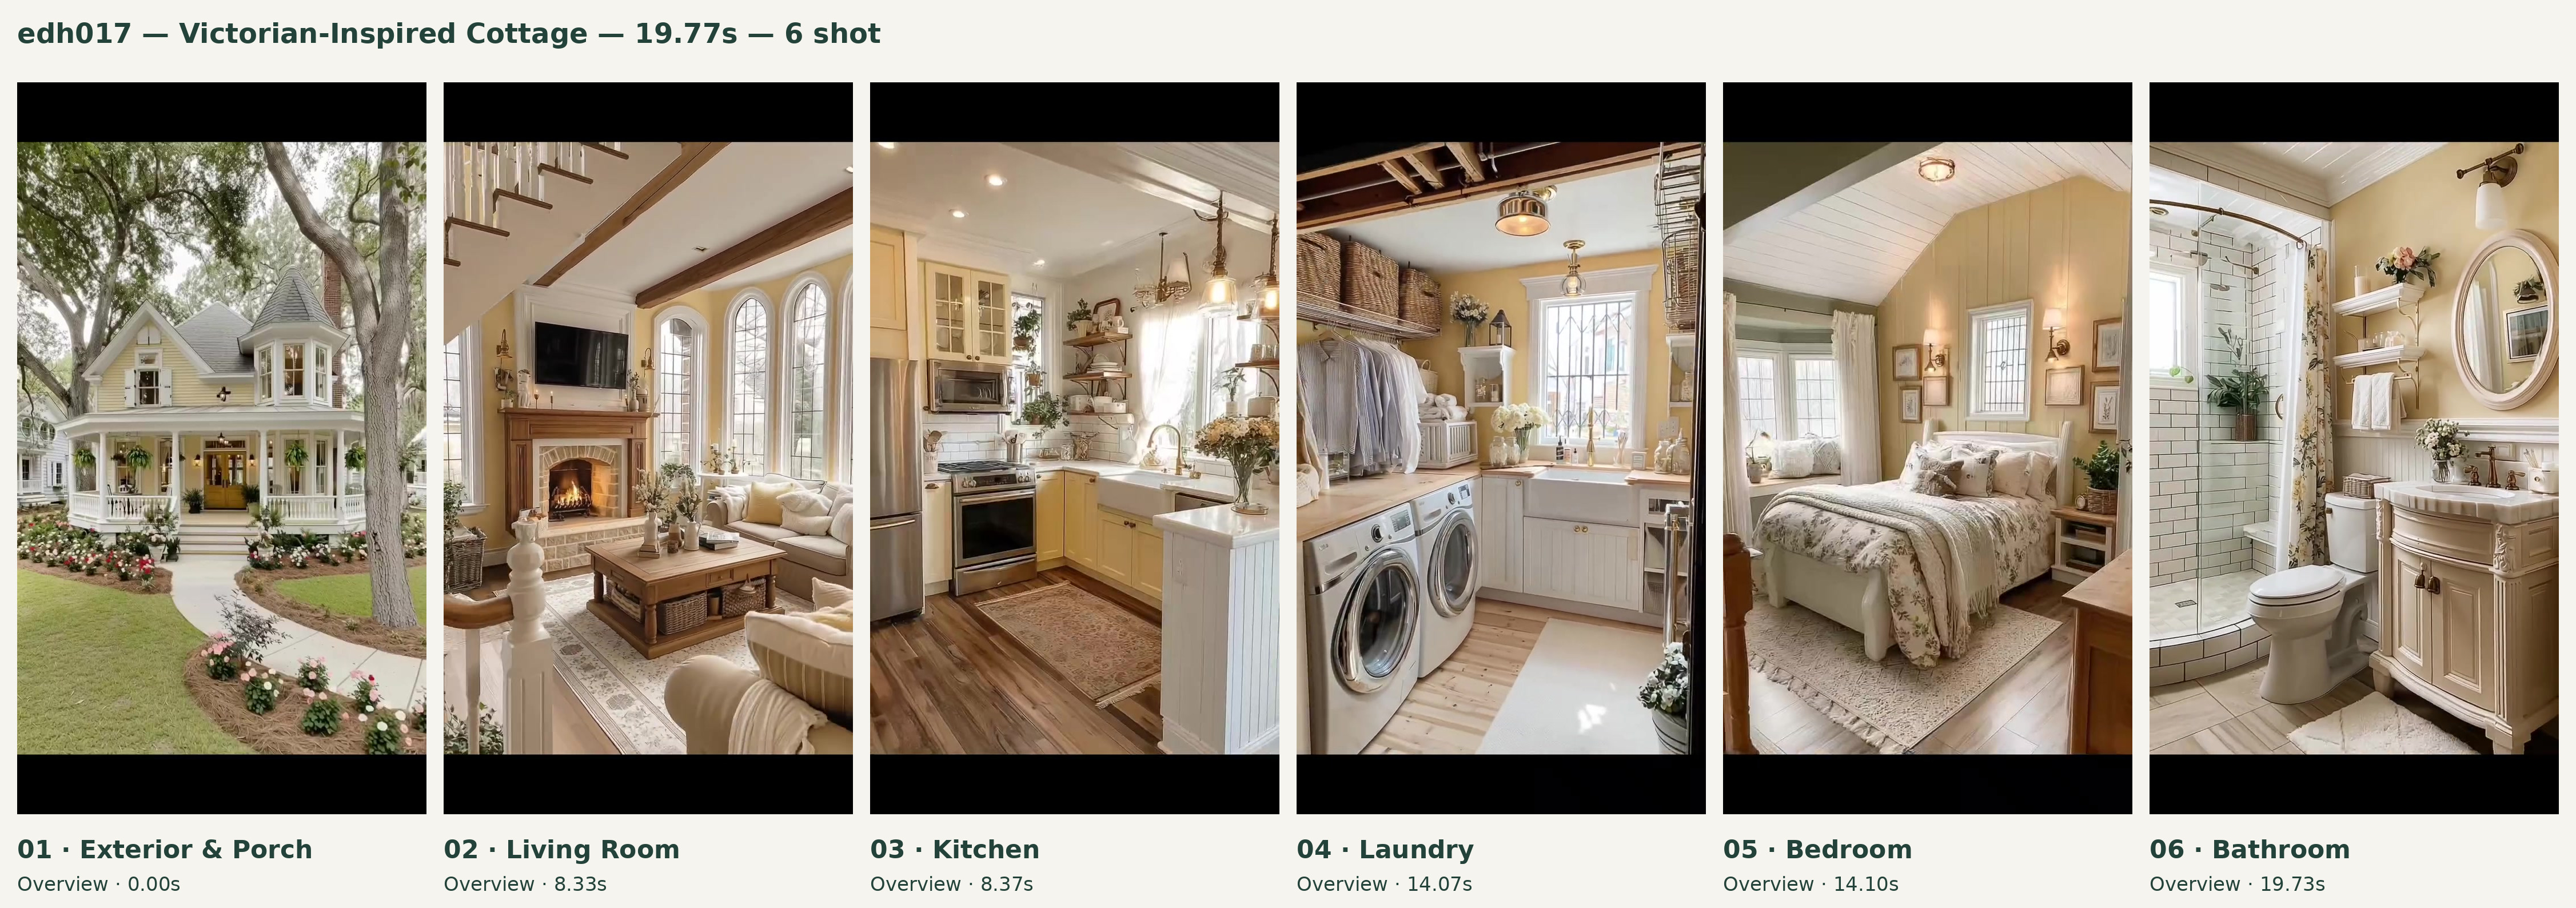 edh017 — Victorian-Inspired Cottage — 19.77s — 6 shot
01 · Exterior & Porch
Overview · 0.00s
02 · Living Room
Overview · 8.33s
03 · Kitchen
Overview · 8.37s
04 · Laundry
Overview · 14.07s
05 · Bedroom
Overview · 14.10s
06 · Bathroom
Overview · 19.73s